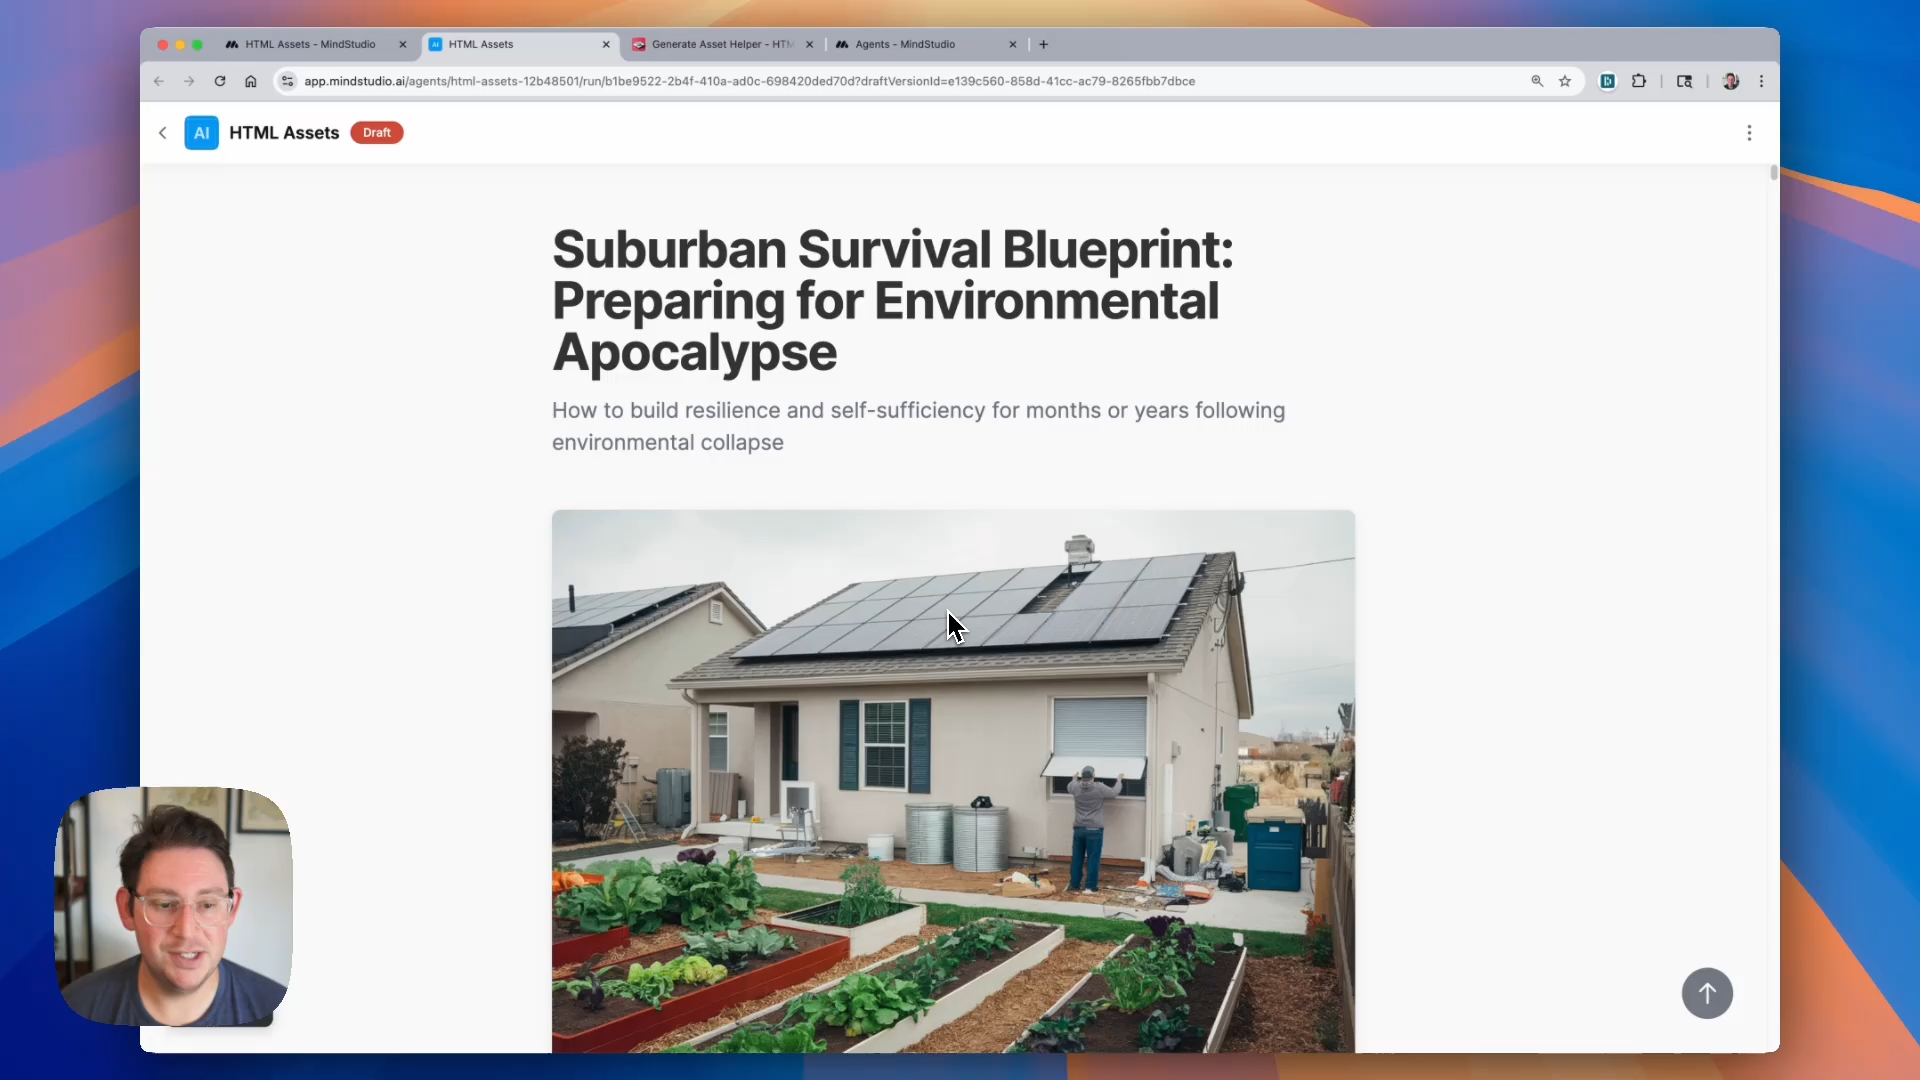 HTML Assets - MindStudio
HTML Assets
Generate Asset Helper - HTM
Agents - MindStudio
app.mindstudio.ai/agents/html-assets-12b48501/run/b1be9522-2b4f-410a-ad0c-698420ded70d?draftVersionId=e139c560-858d-41cc-ac79-8265fbb7dbce
AI HTML Assets Draft
Suburban Survival Blueprint:
Preparing for Environmental
Apocalypse
How to build resilience and self-sufficiency for months or years following
environmental collapse